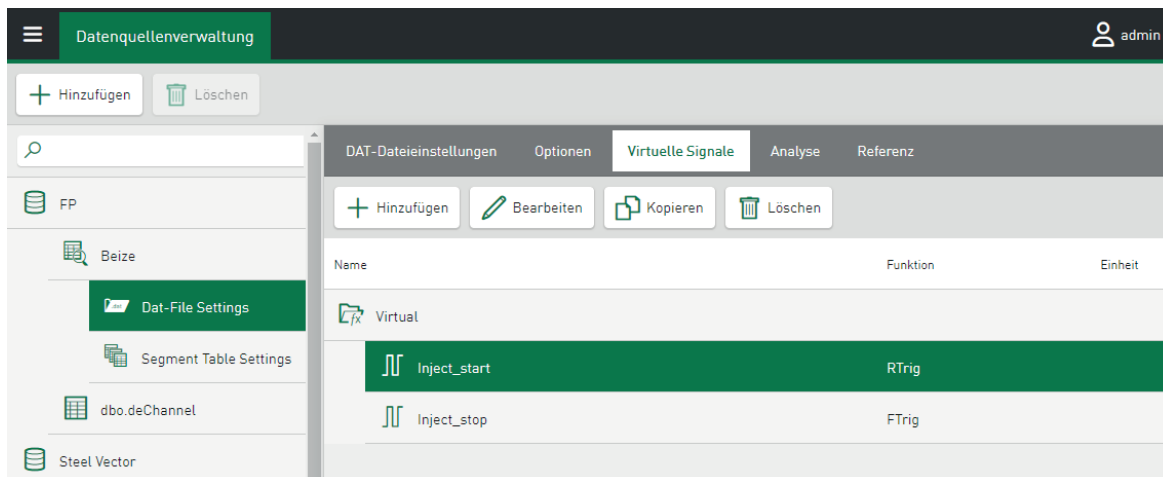 Datenquellenverwaltung
admin
Hinzufügen
Löschen
DAT-Dateieinstellungen Optionen Virtuelle Signale Analyse Referenz
FP
Beize
Dat-File Settings
Segment Table Settings
dbo.deChannel
Steel Vector
Hinzufügen Bearbeiten Kopieren Löschen
Name Funktion Einheit
fx Virtual
Inject_start RTrig
Inject_stop FTrig